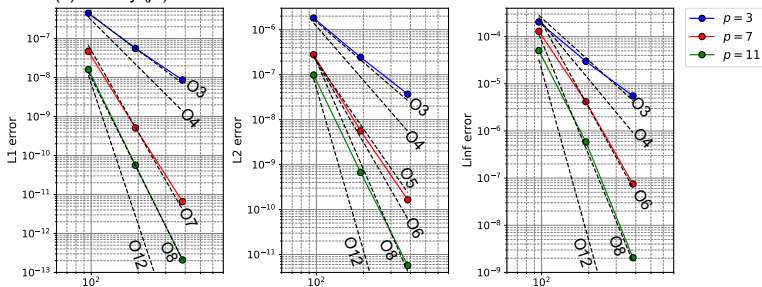 10⁻⁷
10⁻⁸
10⁻⁹
10⁻¹⁰
10⁻¹¹
10⁻¹²
10⁻¹³
L1 error
10²
O3
O4
O7
O8
O12
10⁻⁶
10⁻⁷
10⁻⁸
10⁻⁹
10⁻¹⁰
10⁻¹¹
L2 error
10²
O3
O4
O5
O6
O8
O12
10⁻⁴
10⁻⁵
10⁻⁶
10⁻⁷
10⁻⁸
10⁻⁹
Linf error
10²
O3
O4
O6
O8
O12
p = 3
p = 7
p = 11